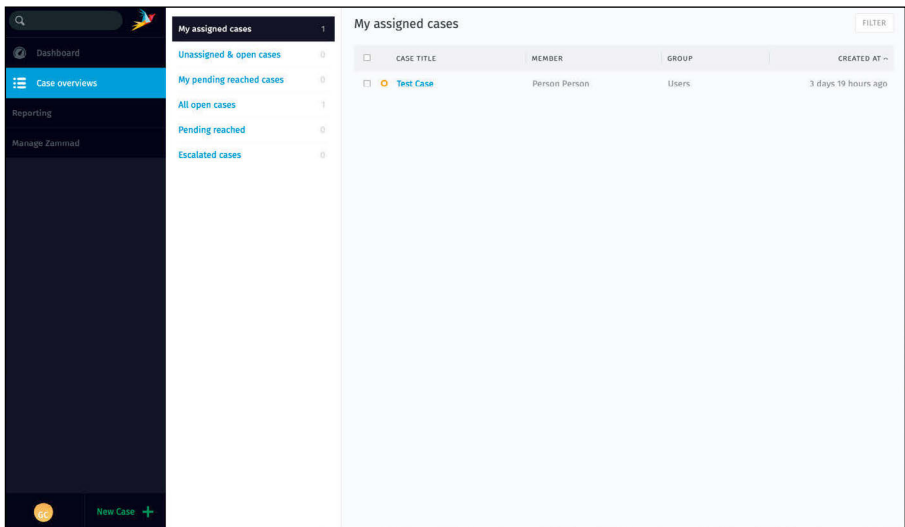 Dashboard
Case overviews
Reporting
Manage Zammad
GC
New Case +
My assigned cases 1
Unassigned & open cases 0
My pending reached cases 0
All open cases 1
Pending reached 0
Escalated cases 0
My assigned cases
FILTER
CASE TITLE MEMBER GROUP CREATED AT
Test Case Person Person Users 3 days 19 hours ago